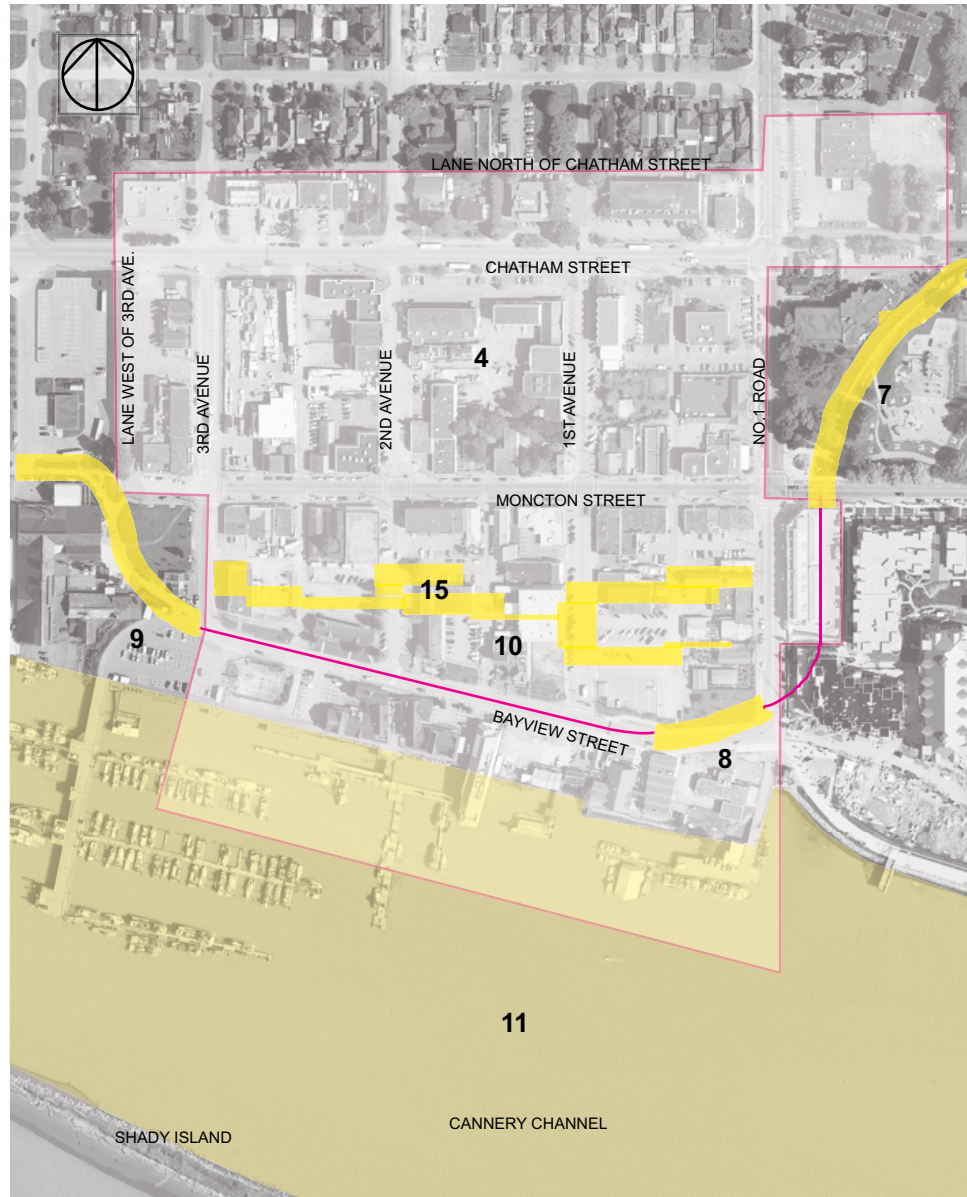 LANE NORTH OF CHATHAM STREET
CHATHAM STREET
LANE WEST OF 3RD AVE.
3RD AVENUE
2ND AVENUE
4
1ST AVENUE
NO.1 ROAD
7
MONCTON STREET
15
9
10
BAYVIEW STREET
8
11
CANNERY CHANNEL
SHADY ISLAND